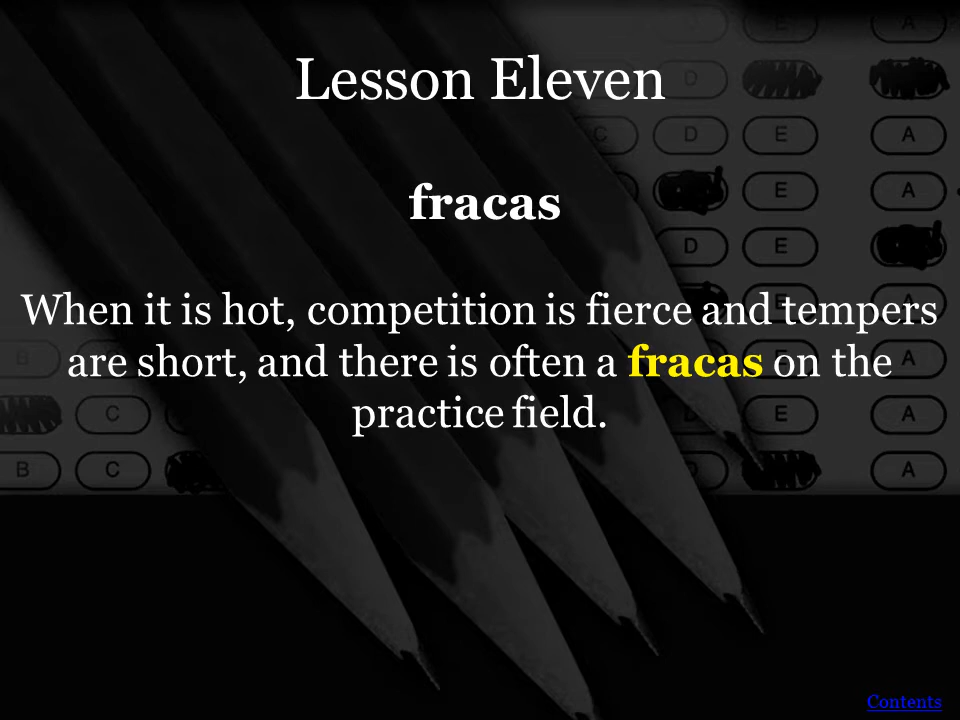 Lesson Eleven
fracas
When it is hot, competition is fierce and tempers
are short, and there is often a fracas on the
practice field.
Contents